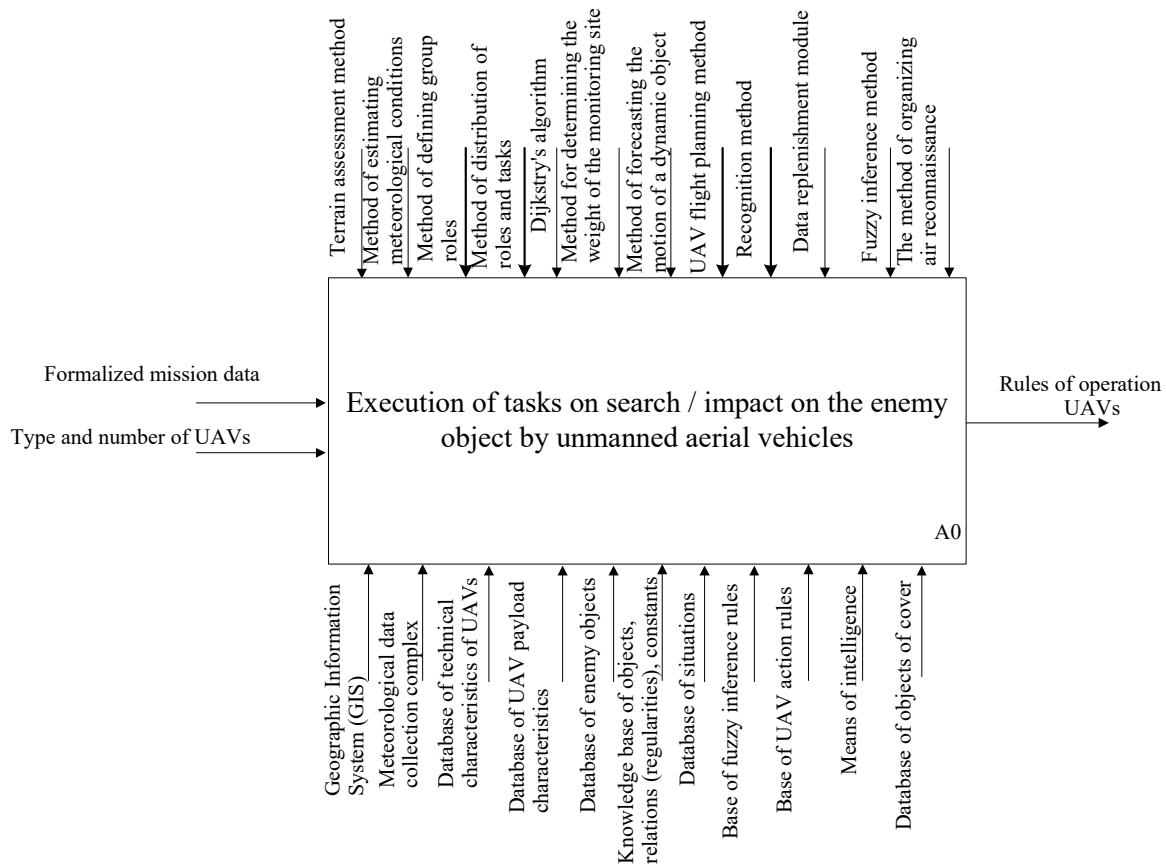 Terrain assessment method
Method of estimating
meteorological conditions
Method of defining group
roles
Method of distribution of
roles and tasks
Dijkstry's algorithm
Method for determining the
weight of the monitoring site
Method of forecasting the
motion of a dynamic object
UAV flight planning method
Recognition method
Data replenishment module
Fuzzy inference method
The method of organizing
air reconnaissance
Formalized mission data
Type and number of UAVs
Execution of tasks on search / impact on the enemy
object by unmanned aerial vehicles
A0
Rules of operation
UAVs
Geographic Information
System (GIS)
Meteorological data
collection complex
Database of technical
characteristics of UAVs
Database of UAV payload
characteristics
Database of enemy objects
Knowledge base of objects,
relations (regularities), constants
Database of situations
Base of fuzzy inference rules
Base of UAV action rules
Means of intelligence
Database of objects of cover